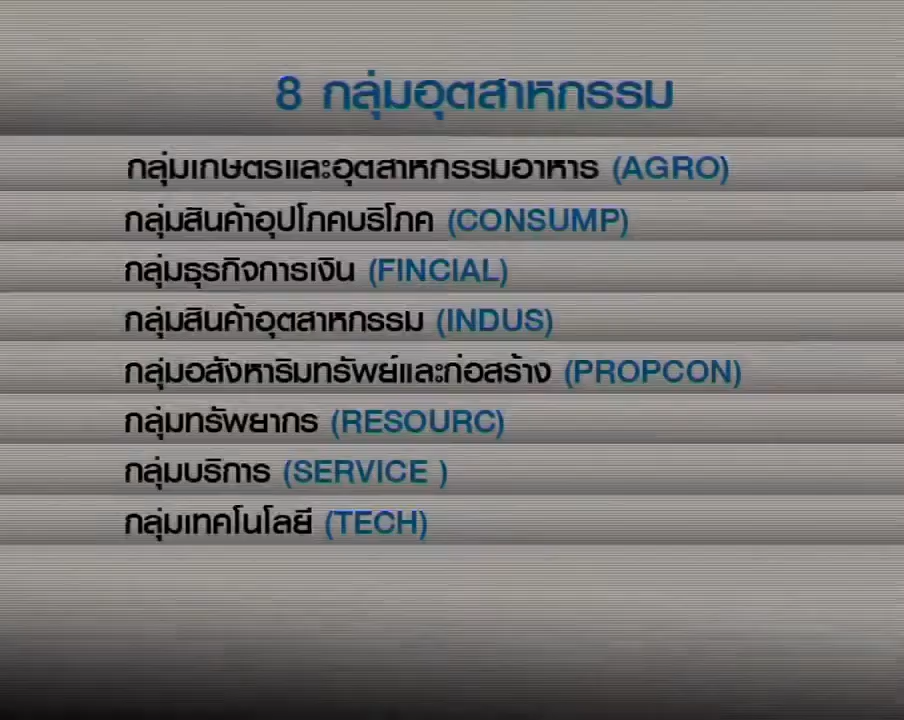 8 กลุ่มอุตสาหกรรม
กลุ่มเกษตรและอุตสาหกรรมอาหาร (AGRO)
กลุ่มสินค้าอุปโภคบริโภค (CONSUMP)
กลุ่มธุรกิจการเงิน (FINCIAL)
กลุ่มสินค้าอุตสาหกรรม (INDUS)
กลุ่มอสังหาริมทรัพย์และก่อสร้าง (PROPCON)
กลุ่มทรัพยากร (RESOURC)
กลุ่มบริการ (SERVICE )
กลุ่มเทคโนโลยี (TECH)